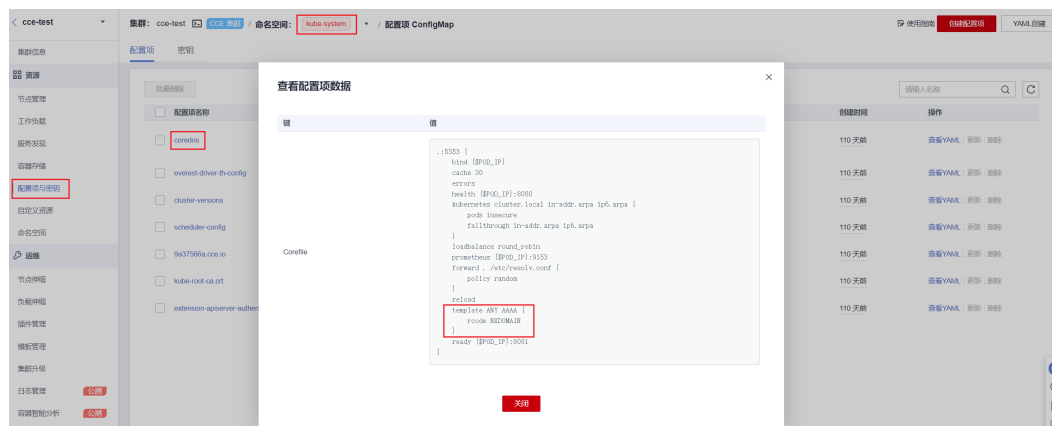 cce-test
集群: cce-test CCE 集群 / 命名空间: kube-system / 配置项 ConfigMap
使用指南
创建配置项
YAML创建
集群信息
资源
节点管理
工作负载
服务发现
容器存储
配置项与密钥
自定义资源
命名空间
运维
节点伸缩
负载伸缩
插件管理
模板管理
集群升级
日志管理 公测
容器智能分析 公测
配置项
密钥
批量删除
请输入名称
配置项名称
创建时间
操作
coredns
110 天前
查看YAML 更新 删除
everest-driver-th-config
110 天前
查看YAML 更新 删除
cluster-versions
110 天前
查看YAML 更新 删除
scheduler-config
110 天前
查看YAML 更新 删除
9a37566a.cce.io
110 天前
查看YAML 更新 删除
kube-root-ca.crt
110 天前
查看YAML 更新 删除
extension-apiserver-authen
110 天前
查看YAML 更新 删除
查看配置项数据
键
值
Corefile
.:5353 {
bind {$POD_IP}
cache 30
errors
health {$POD_IP}:8080
kubernetes cluster.local in-addr.arpa ip6.arpa {
pods insecure
fallthrough in-addr.arpa ip6.arpa
}
loadbalance round_robin
prometheus {$POD_IP}:9153
forward . /etc/resolv.conf {
policy random
}
reload
template ANY AAAA {
rcode NXDOMAIN
}
ready {$POD_IP}:8081
}
关闭